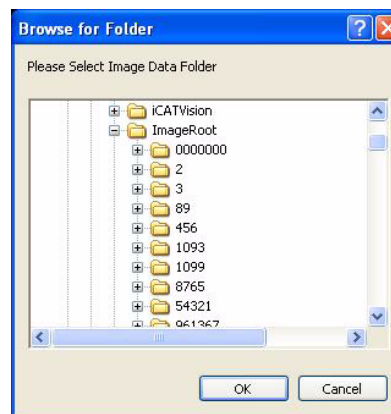 Browse for Folder
Please Select Image Data Folder
iCATVision
ImageRoot
0000000
2
3
89
456
1093
1099
8765
54321
961367
OK
Cancel